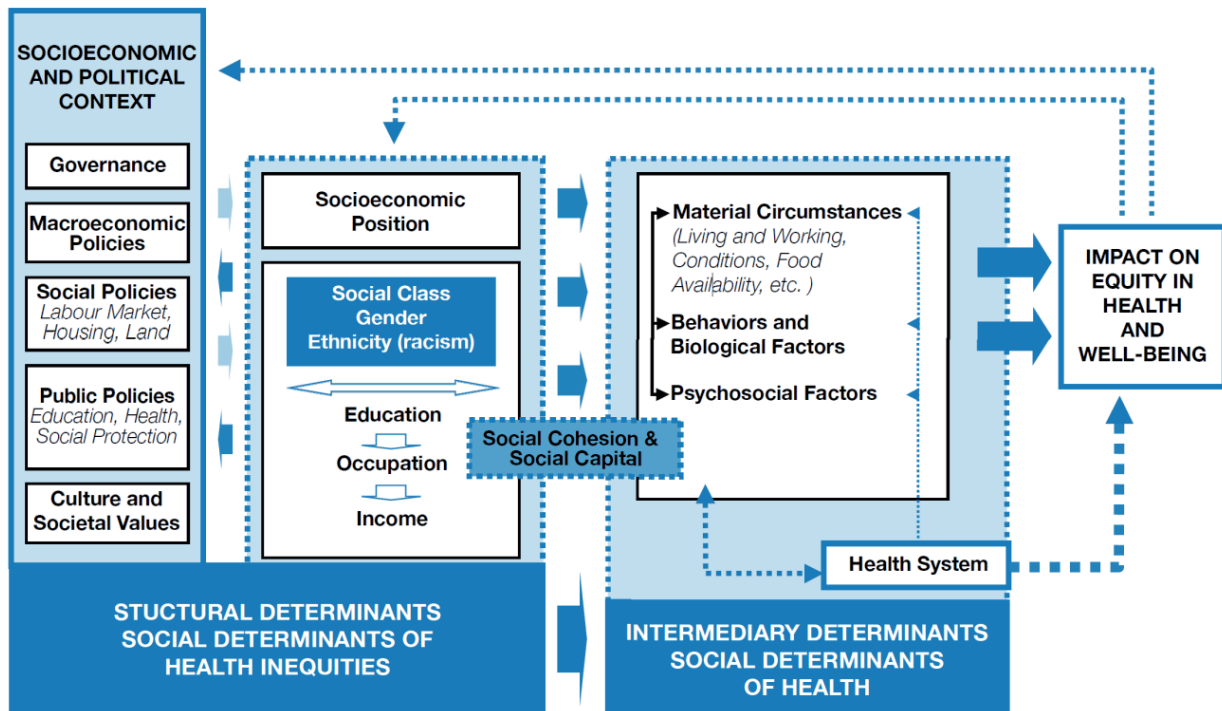 SOCIOECONOMIC
AND POLITICAL
CONTEXT
Governance
Macroeconomic
Policies
Social Policies
Labour Market,
Housing, Land
Public Policies
Education, Health,
Social Protection
Culture and
Societal Values
Socioeconomic
Position
Social Class
Gender
Ethnicity (racism)
Education
Occupation
Income
Social Cohesion &
Social Capital
Material Circumstances
(Living and Working,
Conditions, Food
Availability, etc. )
Behaviors and
Biological Factors
Psychosocial Factors
Health System
IMPACT ON
EQUITY IN
HEALTH
AND
WELL-BEING
STUCTURAL DETERMINANTS
SOCIAL DETERMINANTS OF
HEALTH INEQUITIES
INTERMEDIARY DETERMINANTS
SOCIAL DETERMINANTS
OF HEALTH